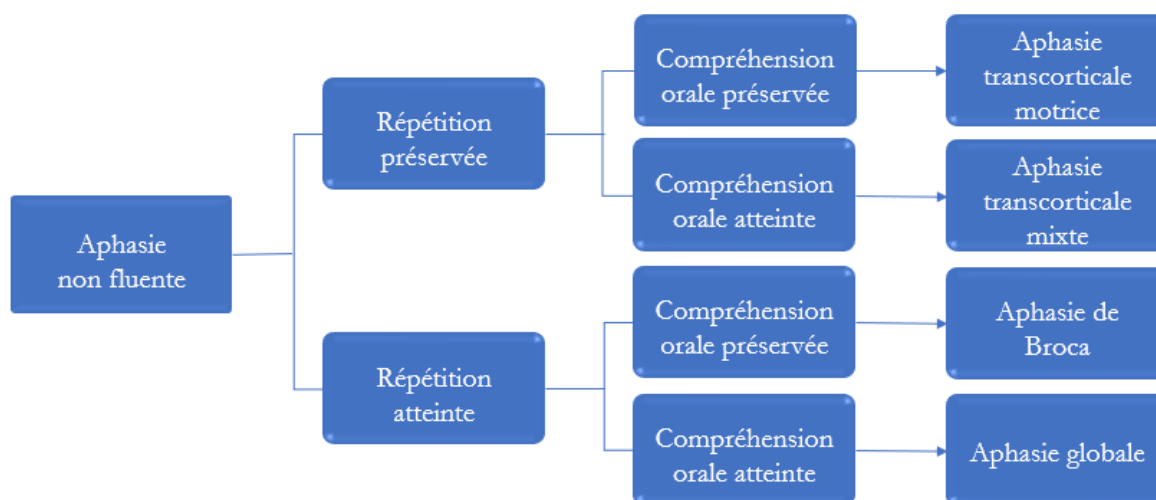 Aphasie
non fluente
Répétition
préservée
Compréhension
orale préservée
Aphasie
transcorticale
motrice
Compréhension
orale atteinte
Aphasie
transcorticale
mixte
Répétition
atteinte
Compréhension
orale préservée
Aphasie de
Broca
Compréhension
orale atteinte
Aphasie globale